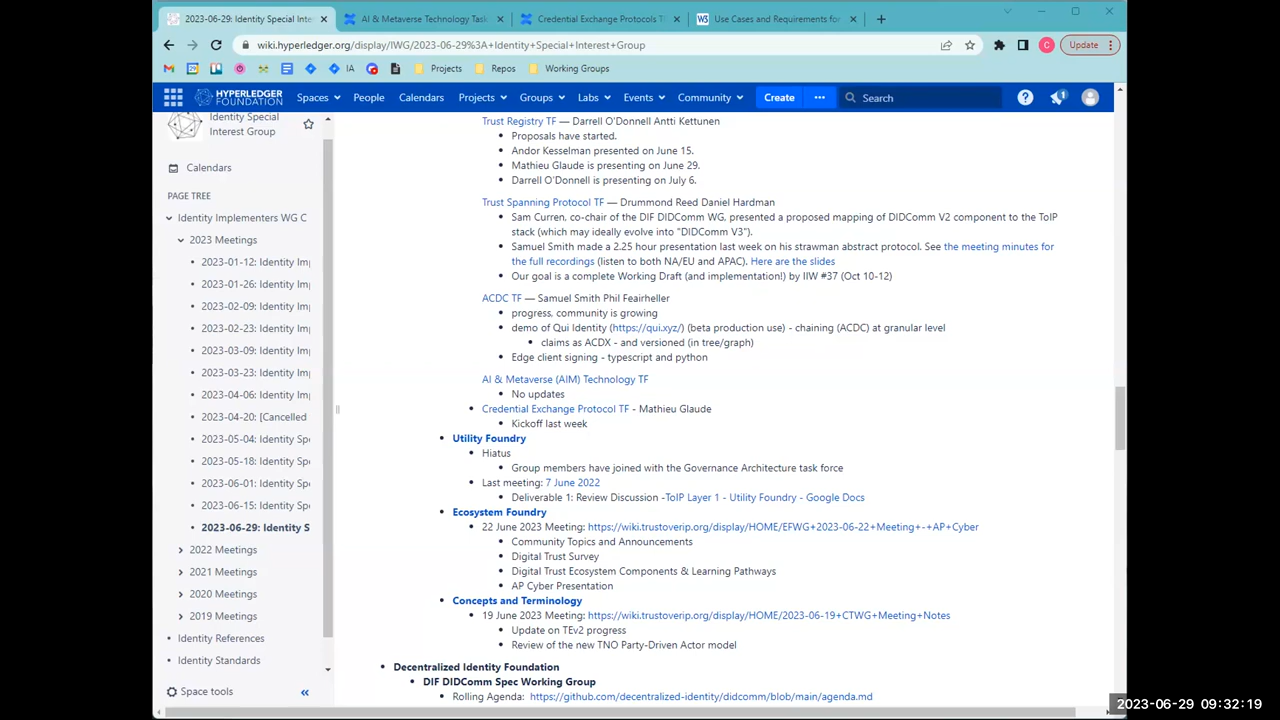 2023-06-29: Identity Special Inter
AI & Metaverse Technology Task
Credential Exchange Protocols T
Use Cases and Requirements for
wiki.hyperledger.org/display/IWG/2023-06-29%3A+Identity+Special+Interest+Group
C
Update
IA
Projects
Repos
Working Groups
HYPERLEDGER
FOUNDATION
Spaces
People
Calendars
Projects
Groups
Labs
Events
Community
Create
Search
1
Identity Special
Interest Group
Calendars
PAGE TREE
Identity Implementers WG C
2023 Meetings
2023-01-12: Identity Im
2023-01-26: Identity Im
2023-02-09: Identity Im
2023-02-23: Identity Im
2023-03-09: Identity Im
2023-03-23: Identity Im
2023-04-06: Identity Im
2023-04-20: [Cancelled
2023-05-04: Identity Sp
2023-05-18: Identity Sp
2023-06-01: Identity Sp
2023-06-15: Identity Sp
2023-06-29: Identity S
2022 Meetings
2021 Meetings
2020 Meetings
2019 Meetings
Identity References
Identity Standards
Space tools
Trust Registry TF — Darrell O'Donnell Antti Kettunen
Proposals have started.
Andor Kesselman presented on June 15.
Mathieu Glaude is presenting on June 29.
Darrell O'Donnell is presenting on July 6.
Trust Spanning Protocol TF — Drummond Reed Daniel Hardman
Sam Curren, co-chair of the DIF DIDComm WG, presented a proposed mapping of DIDComm V2 component to the ToIP
stack (which may ideally evolve into "DIDComm V3").
Samuel Smith made a 2.25 hour presentation last week on his strawman abstract protocol. See the meeting minutes for
the full recordings (listen to both NA/EU and APAC). Here are the slides
Our goal is a complete Working Draft (and implementation!) by IIW #37 (Oct 10-12)
ACDC TF — Samuel Smith Phil Feairheller
progress, community is growing
demo of Qui Identity (https://qui.xyz/) (beta production use) - chaining (ACDC) at granular level
claims as ACDX - and versioned (in tree/graph)
Edge client signing - typescript and python
AI & Metaverse (AIM) Technology TF
No updates
Credential Exchange Protocol TF - Mathieu Glaude
Kickoff last week
Utility Foundry
Hiatus
Group members have joined with the Governance Architecture task force
Last meeting: 7 June 2022
Deliverable 1: Review Discussion -ToIP Layer 1 - Utility Foundry - Google Docs
Ecosystem Foundry
22 June 2023 Meeting: https://wiki.trustoverip.org/display/HOME/EFWG+2023-06-22+Meeting+-+AP+Cyber
Community Topics and Announcements
Digital Trust Survey
Digital Trust Ecosystem Components & Learning Pathways
AP Cyber Presentation
Concepts and Terminology
19 June 2023 Meeting: https://wiki.trustoverip.org/display/HOME/2023-06-19+CTWG+Meeting+Notes
Update on TEv2 progress
Review of the new TNO Party-Driven Actor model
Decentralized Identity Foundation
DIF DIDComm Spec Working Group
Rolling Agenda: https://github.com/decentralized-identity/didcomm/blob/main/agenda.md
2023-06-29 09:32:19